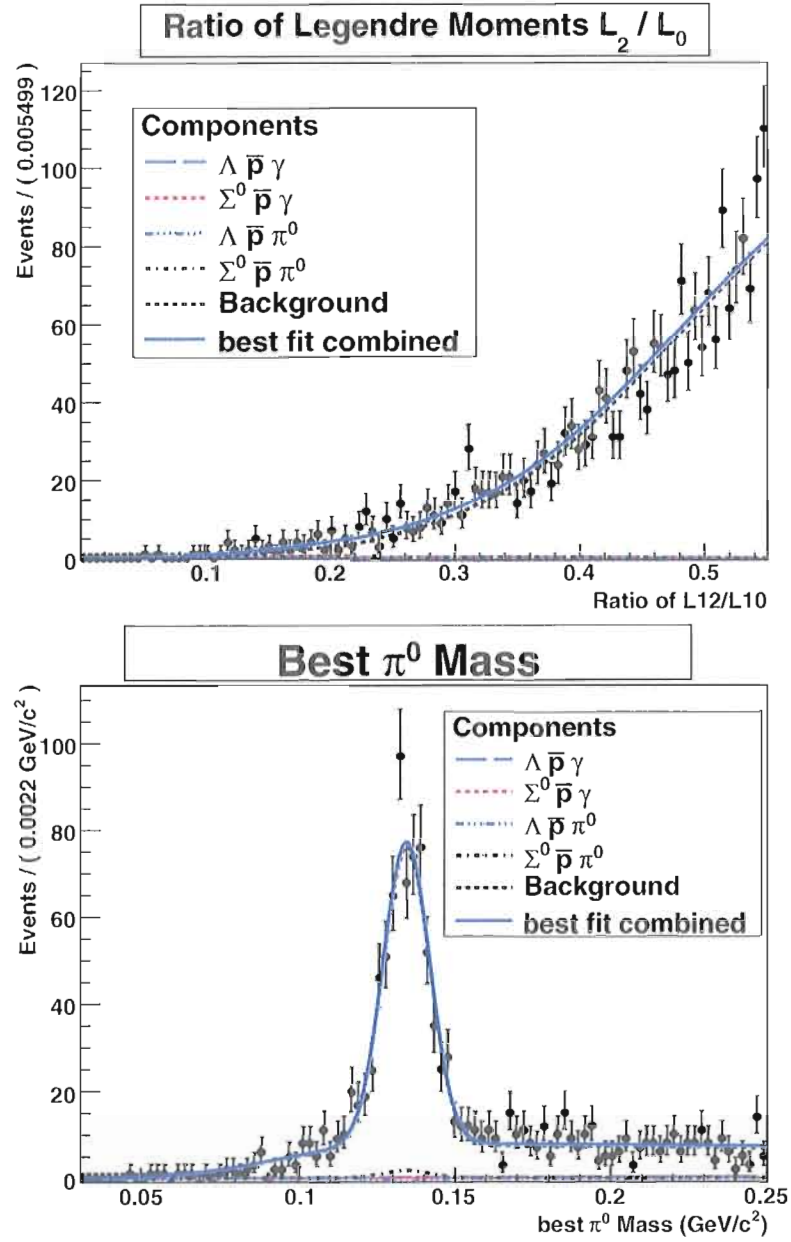 Ratio of Legendre Moments L₂ / L₀
Events / ( 0.005499 )
120
100
80
60
40
20
0
Components
Λ p̅ γ
Σ⁰ p̅ γ
Λ p̅ π⁰
Σ⁰ p̅ π⁰
Background
best fit combined
0.1 0.2 0.3 0.4 0.5
Ratio of L12/L10
Best π⁰ Mass
Events / ( 0.0022 GeV/c² )
100
80
60
40
20
0
Components
Λ p̅ γ
Σ⁰ p̅ γ
Λ p̅ π⁰
Σ⁰ p̅ π⁰
Background
best fit combined
0.05 0.1 0.15 0.2 0.25
best π⁰ Mass (GeV/c²)